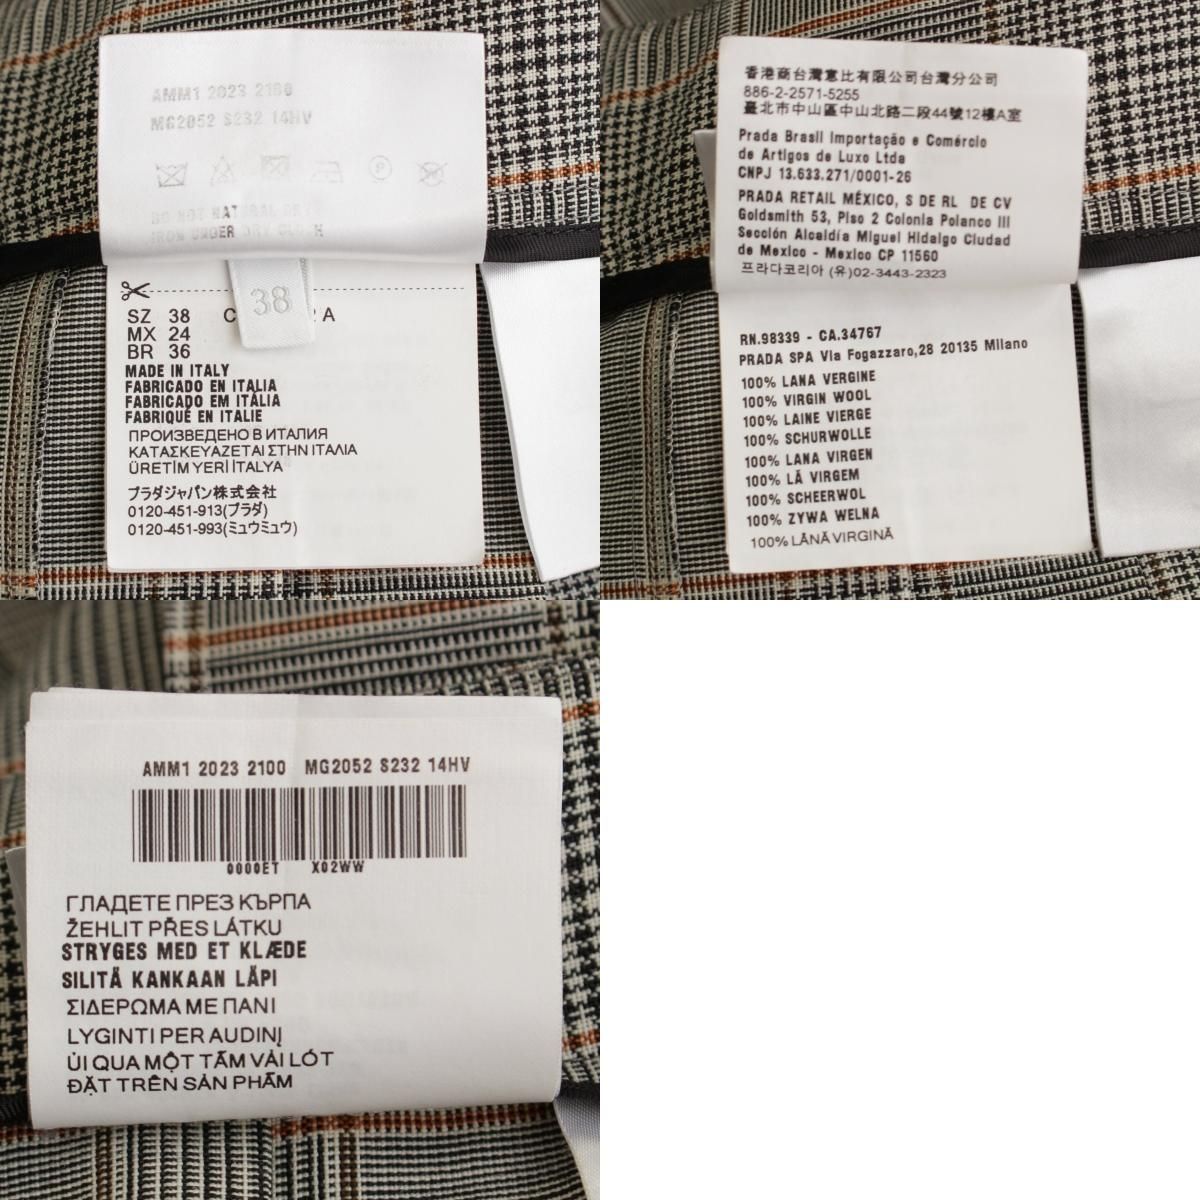 AMM1 2023 2100
MG2052 S232 14HV
DO NOT NATURAL DRY
IRON UNDER DRY CLOTH
38
SZ 38 C 2 A
MX 24
BR 36
MADE IN ITALY
FABRICADO EN ITALIA
FABRICADO EM ITÁLIA
FABRIQUÉ EN ITALIE
ПРОИЗВЕДЕНО В ИТАЛИЯ
ΚΑΤΑΣΚΕΥΑΖΕΤΑΙ ΣΤΗΝ ΙΤΑΛΙΑ
ÜRETİM YERİ İTALYA
プラダジャパン株式会社
0120-451-913(プラダ)
0120-451-993(ミュウミュウ)
香港商台灣意比有限公司台灣分公司
886-2-2571-5255
臺北市中山區中山北路二段44號12樓A室
Prada Brasil Importação e Comércio
de Artigos de Luxo Ltda
CNPJ 13.633.271/0001-26
PRADA RETAIL MÉXICO, S DE RL DE CV
Goldsmith 53, Piso 2 Colonia Polanco III
Sección Alcaldía Miguel Hidalgo Ciudad
de Mexico - Mexico CP 11560
프라다코리아 (유)02-3443-2323
RN.98339 - CA.34767
PRADA SPA Via Fogazzaro,28 20135 Milano
100% LANA VERGINE
100% VIRGIN WOOL
100% LAINE VIERGE
100% SCHURWOLLE
100% LANA VIRGEN
100% LÃ VIRGEM
100% SCHEERWOL
100% ZYWA WELNA
100% LÂNĂ VIRGINĂ
AMM1 2023 2100 MG2052 S232 14HV
0000ET X02WW
ГЛАДЕТЕ ПРЕЗ КЪРПА
ŽEHLIT PŘES LÁTKU
STRYGES MED ET KLÆDE
SILITÄ KANKAAN LÄPI
ΣΙΔΕΡΩΜΑ ΜΕ ΠΑΝΙ
LYGINTI PER AUDINĮ
ỦI QUA MỘT TẤM VẢI LÓT
ĐẶT TRÊN SẢN PHẨM